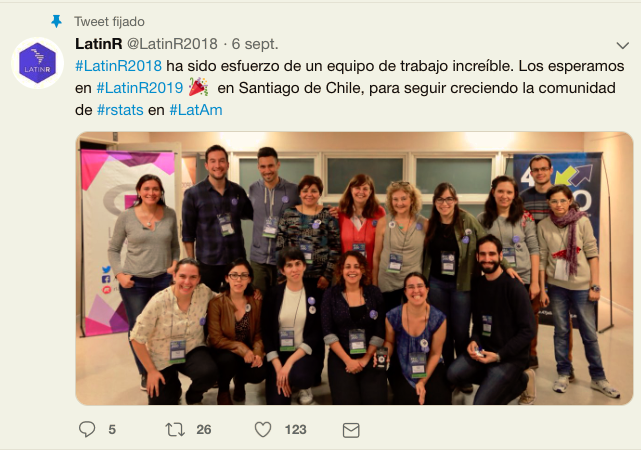 Tweet fijado
LatinR @LatinR2018 · 6 sept.
#LatinR2018 ha sido esfuerzo de un equipo de trabajo increíble. Los esperamos
en #LatinR2019 🎉 en Santiago de Chile, para seguir creciendo la comunidad
de #rstats en #LatAm
LATINR
5 26 123